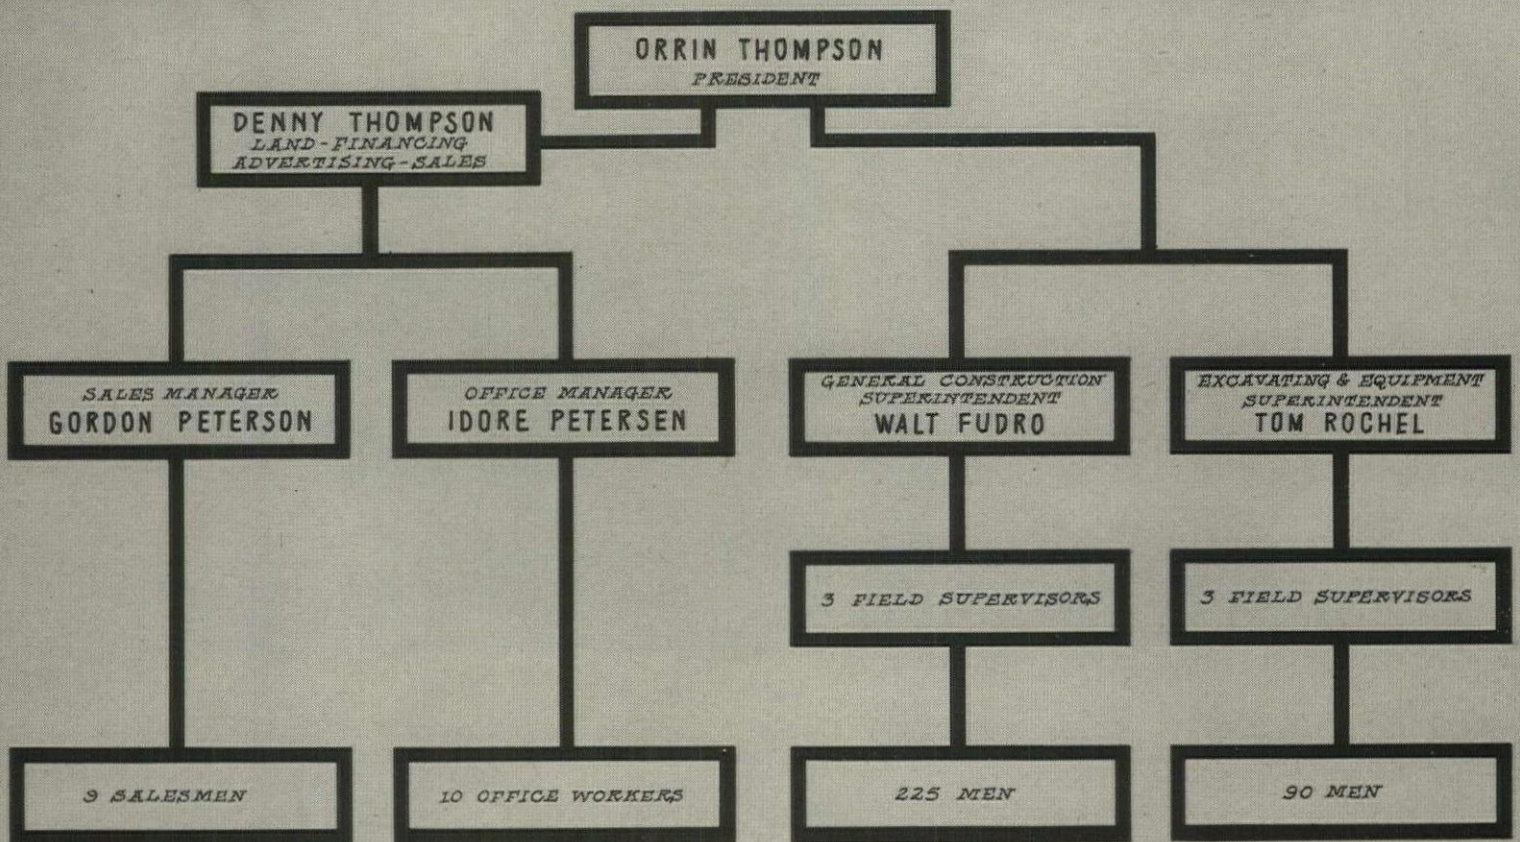 ORRIN THOMPSON
PRESIDENT
DENNY THOMPSON
LAND-FINANCING
ADVERTISING-SALES
SALES MANAGER
GORDON PETERSON
OFFICE MANAGER
IDORE PETERSEN
GENERAL CONSTRUCTION
SUPERINTENDENT
WALT FUDRO
EXCAVATING & EQUIPMENT
SUPERINTENDENT
TOM ROCHEL
3 FIELD SUPERVISORS
3 FIELD SUPERVISORS
9 SALESMEN
10 OFFICE WORKERS
225 MEN
90 MEN